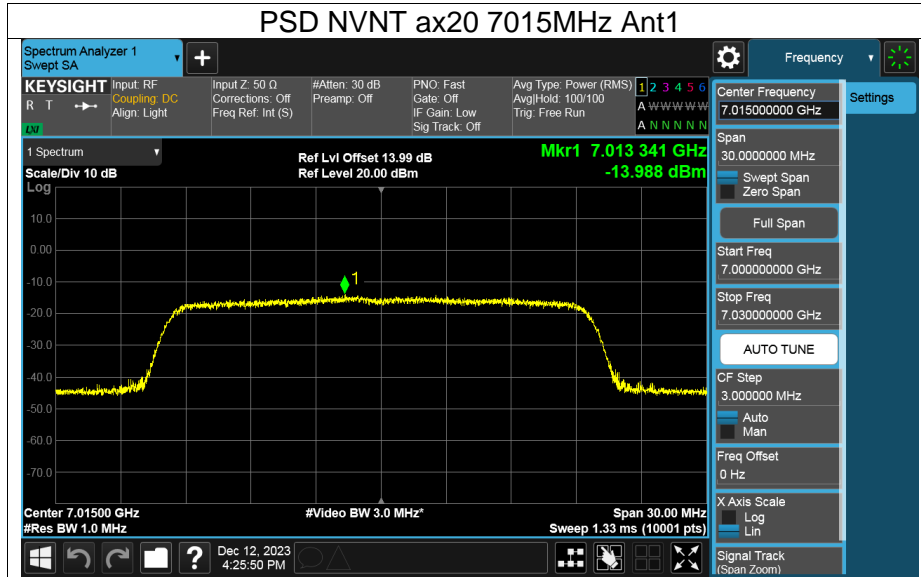 PSD NVNT ax20 7015MHz Ant1
Spectrum Analyzer 1
Swept SA
+
Frequency
KEYSIGHT
R T
LXI
Input: RF
Coupling: DC
Align: Light
Input Z: 50 Ω
Corrections: Off
Freq Ref: Int (S)
#Atten: 30 dB
Preamp: Off
PNO: Fast
Gate: Off
IF Gain: Low
Sig Track: Off
Avg Type: Power (RMS)
Avg|Hold: 100/100
Trig: Free Run
1 2 3 4 5 6
A W W W W W
A N N N N N
Center Frequency
7.015000000 GHz
Settings
1 Spectrum
Scale/Div 10 dB
Ref Lvl Offset 13.99 dB
Ref Level 20.00 dBm
Mkr1 7.013 341 GHz
-13.988 dBm
Span
30.0000000 MHz
Swept Span
Zero Span
Full Span
Start Freq
7.000000000 GHz
Stop Freq
7.030000000 GHz
AUTO TUNE
CF Step
3.000000 MHz
Auto
Man
Freq Offset
0 Hz
X Axis Scale
Log
Lin
Signal Track
(Span Zoom)
Log
10.0
0.00
-10.0
-20.0
-30.0
-40.0
-50.0
-60.0
-70.0
1
Center 7.01500 GHz
#Res BW 1.0 MHz
#Video BW 3.0 MHz*
Span 30.00 MHz
Sweep 1.33 ms (10001 pts)
?
Dec 12, 2023
4:25:50 PM